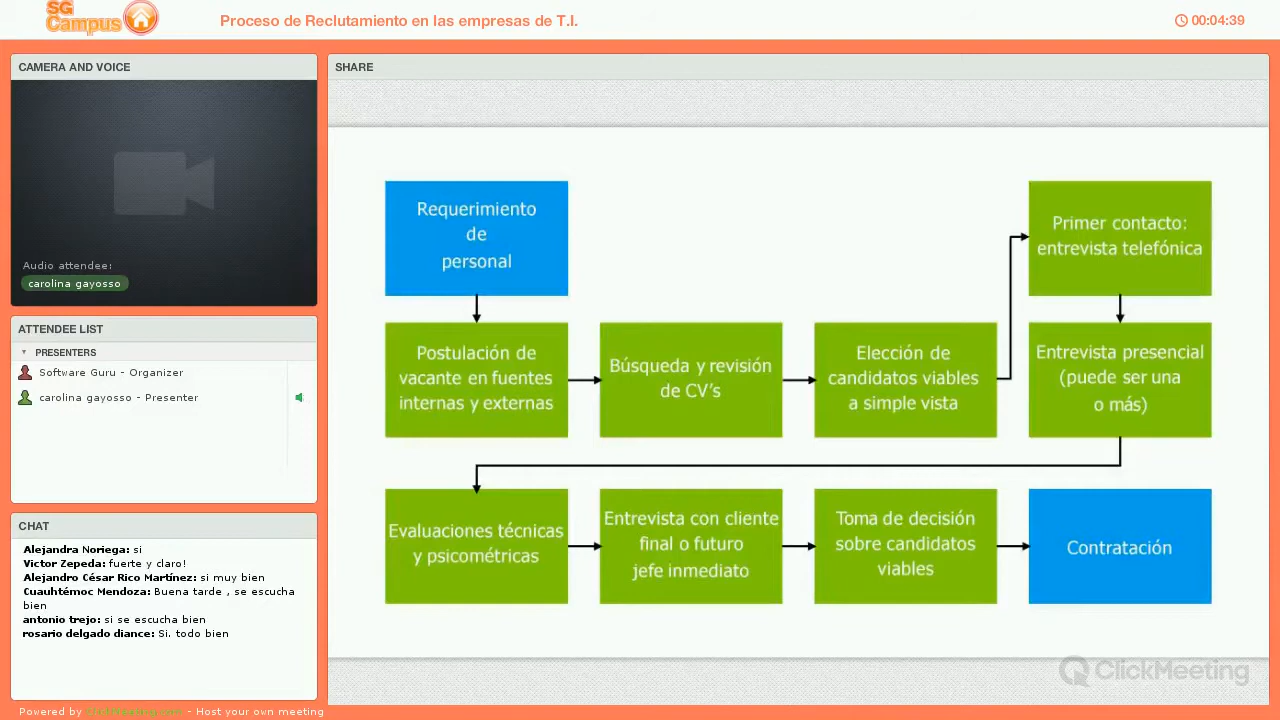 SG
Campus
Proceso de Reclutamiento en las empresas de T.I.
00:04:39
CAMERA AND VOICE
Audio attendee:
carolina gayosso
ATTENDEE LIST
PRESENTERS
Software Guru - Organizer
carolina gayosso - Presenter
CHAT
Alejandra Noriega: si
Victor Zepeda: fuerte y claro!
Alejandro César Rico Martínez: si muy bien
Cuauhtémoc Mendoza: Buena tarde , se escucha
bien
antonio trejo: si se escucha bien
rosario delgado diance: Si. todo bien
Powered by ClickMeeting.com - Host your own meeting
SHARE
Requerimiento
de
personal
Postulación de
vacante en fuentes
internas y externas
Búsqueda y revisión
de CV's
Elección de
candidatos viables
a simple vista
Primer contacto:
entrevista telefónica
Entrevista presencial
(puede ser una
o más)
Evaluaciones técnicas
y psicométricas
Entrevista con cliente
final o futuro
jefe inmediato
Toma de decisión
sobre candidatos
viables
Contratación
ClickMeeting